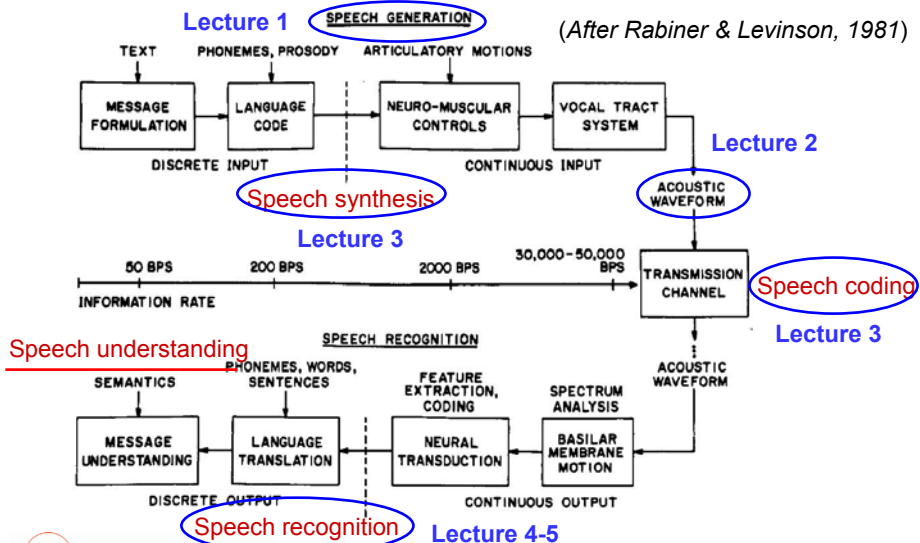 Lecture 1
SPEECH GENERATION
(After Rabiner & Levinson, 1981)
TEXT
PHONEMES, PROSODY
ARTICULATORY MOTIONS
MESSAGE
FORMULATION
LANGUAGE
CODE
NEURO-MUSCULAR
CONTROLS
VOCAL TRACT
SYSTEM
DISCRETE INPUT
CONTINUOUS INPUT
Lecture 2
Speech synthesis
Lecture 3
ACOUSTIC
WAVEFORM
50 BPS
200 BPS
2000 BPS
30,000-50,000
BPS
INFORMATION RATE
TRANSMISSION
CHANNEL
Speech coding
Lecture 3
SPEECH RECOGNITION
Speech understanding
SEMANTICS
PHONEMES, WORDS,
SENTENCES
FEATURE
EXTRACTION,
CODING
SPECTRUM
ANALYSIS
ACOUSTIC
WAVEFORM
MESSAGE
UNDERSTANDING
LANGUAGE
TRANSLATION
NEURAL
TRANSDUCTION
BASILAR
MEMBRANE
MOTION
DISCRETE OUTPUT
CONTINUOUS OUTPUT
Speech recognition
Lecture 4-5